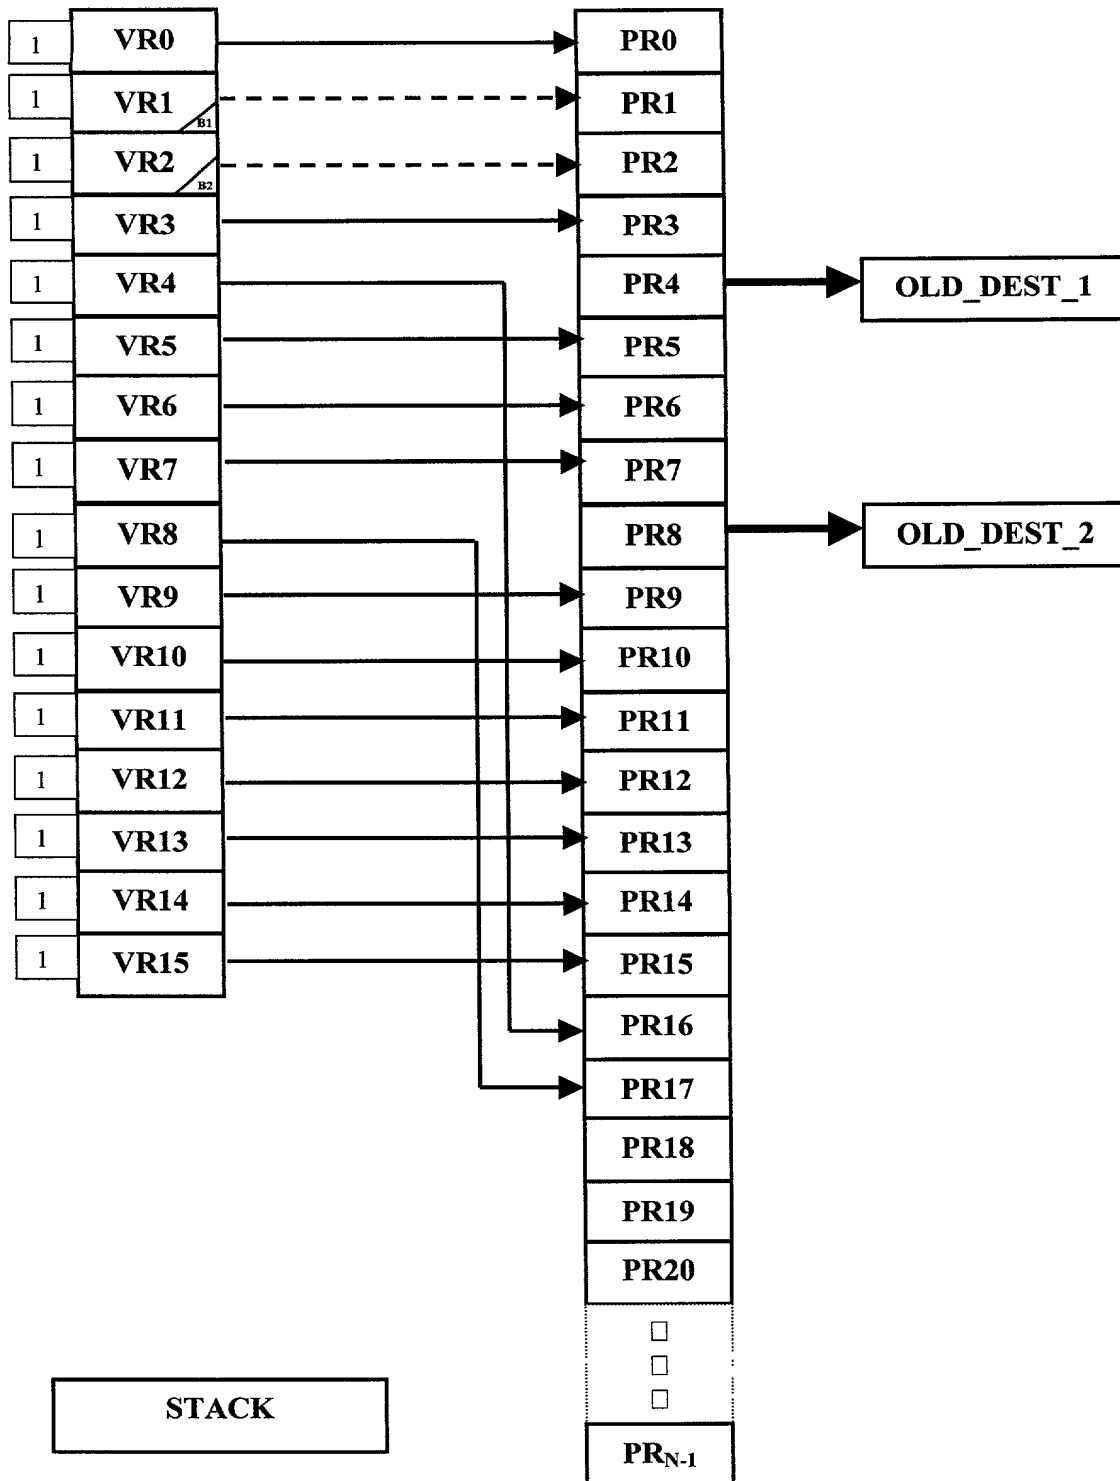 1 VR0 PR0
1 VR1 B1 PR1
1 VR2 B2 PR2
1 VR3 PR3
1 VR4 PR4 OLD_DEST_1
1 VR5 PR5
1 VR6 PR6
1 VR7 PR7
1 VR8 PR8 OLD_DEST_2
1 VR9 PR9
1 VR10 PR10
1 VR11 PR11
1 VR12 PR12
1 VR13 PR13
1 VR14 PR14
1 VR15 PR15
PR16
PR17
PR18
PR19
PR20
STACK
PRN-1